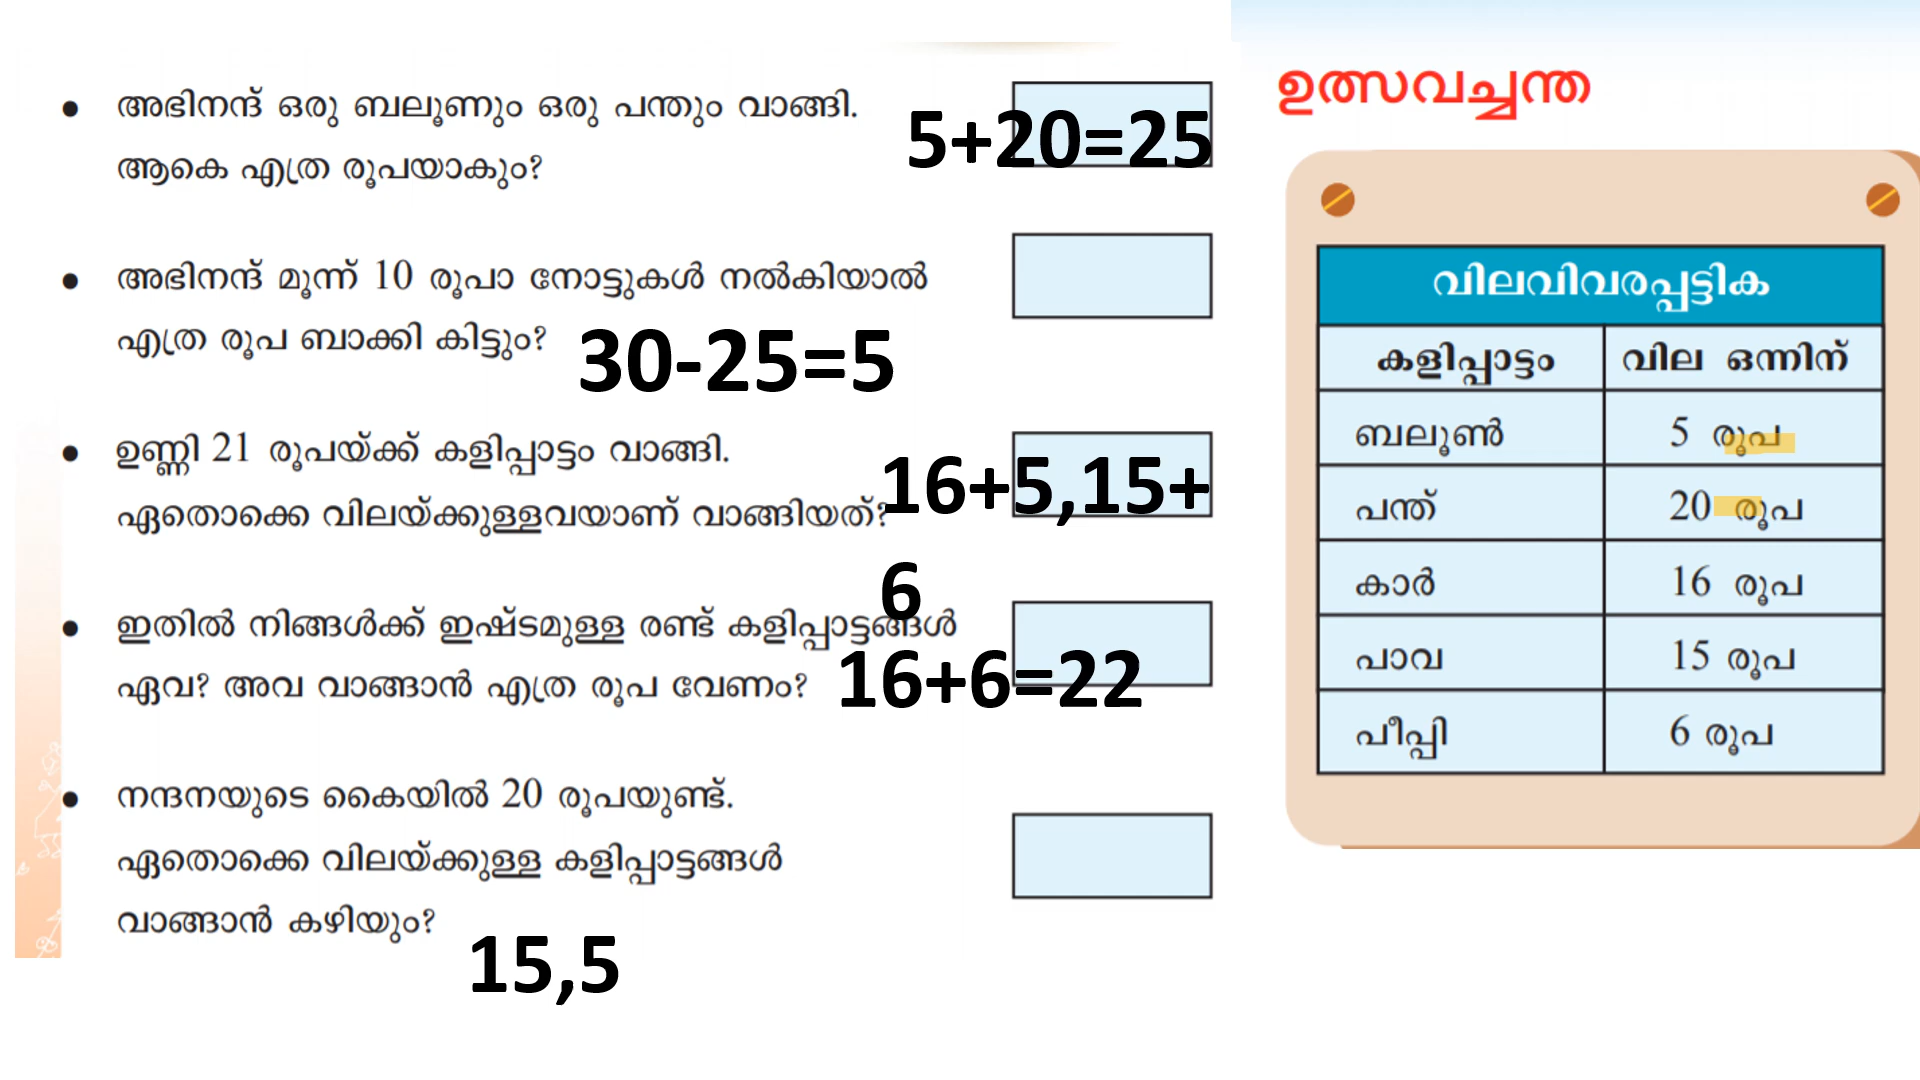 അഭിനന്ദ് ഒരു ബലൂണും ഒരു പന്തും വാങ്ങി.
ആകെ എത്ര രൂപയാകും?
5+20=25
അഭിനന്ദ് മൂന്ന് 10 രൂപാ നോട്ടുകൾ നൽകിയാൽ
എത്ര രൂപ ബാക്കി കിട്ടും?
30-25=5
ഉണ്ണി 21 രൂപയ്ക്ക് കളിപ്പാട്ടം വാങ്ങി.
ഏതൊക്കെ വിലയ്ക്കുള്ളവയാണ് വാങ്ങിയത്?
16+5,15+
6
ഇതിൽ നിങ്ങൾക്ക് ഇഷ്ടമുള്ള രണ്ട് കളിപ്പാട്ടങ്ങൾ
ഏവ? അവ വാങ്ങാൻ എത്ര രൂപ വേണം?
16+6=22
നന്ദനയുടെ കൈയിൽ 20 രൂപയുണ്ട്.
ഏതൊക്കെ വിലയ്ക്കുള്ള കളിപ്പാട്ടങ്ങൾ
വാങ്ങാൻ കഴിയും?
15,5
ഉത്സവച്ചന്ത
വിലവിവരപ്പട്ടിക
കളിപ്പാട്ടം വില ഒന്നിന്
ബലൂൺ 5 രൂപ
പന്ത് 20 രൂപ
കാർ 16 രൂപ
പാവ 15 രൂപ
പീപ്പി 6 രൂപ